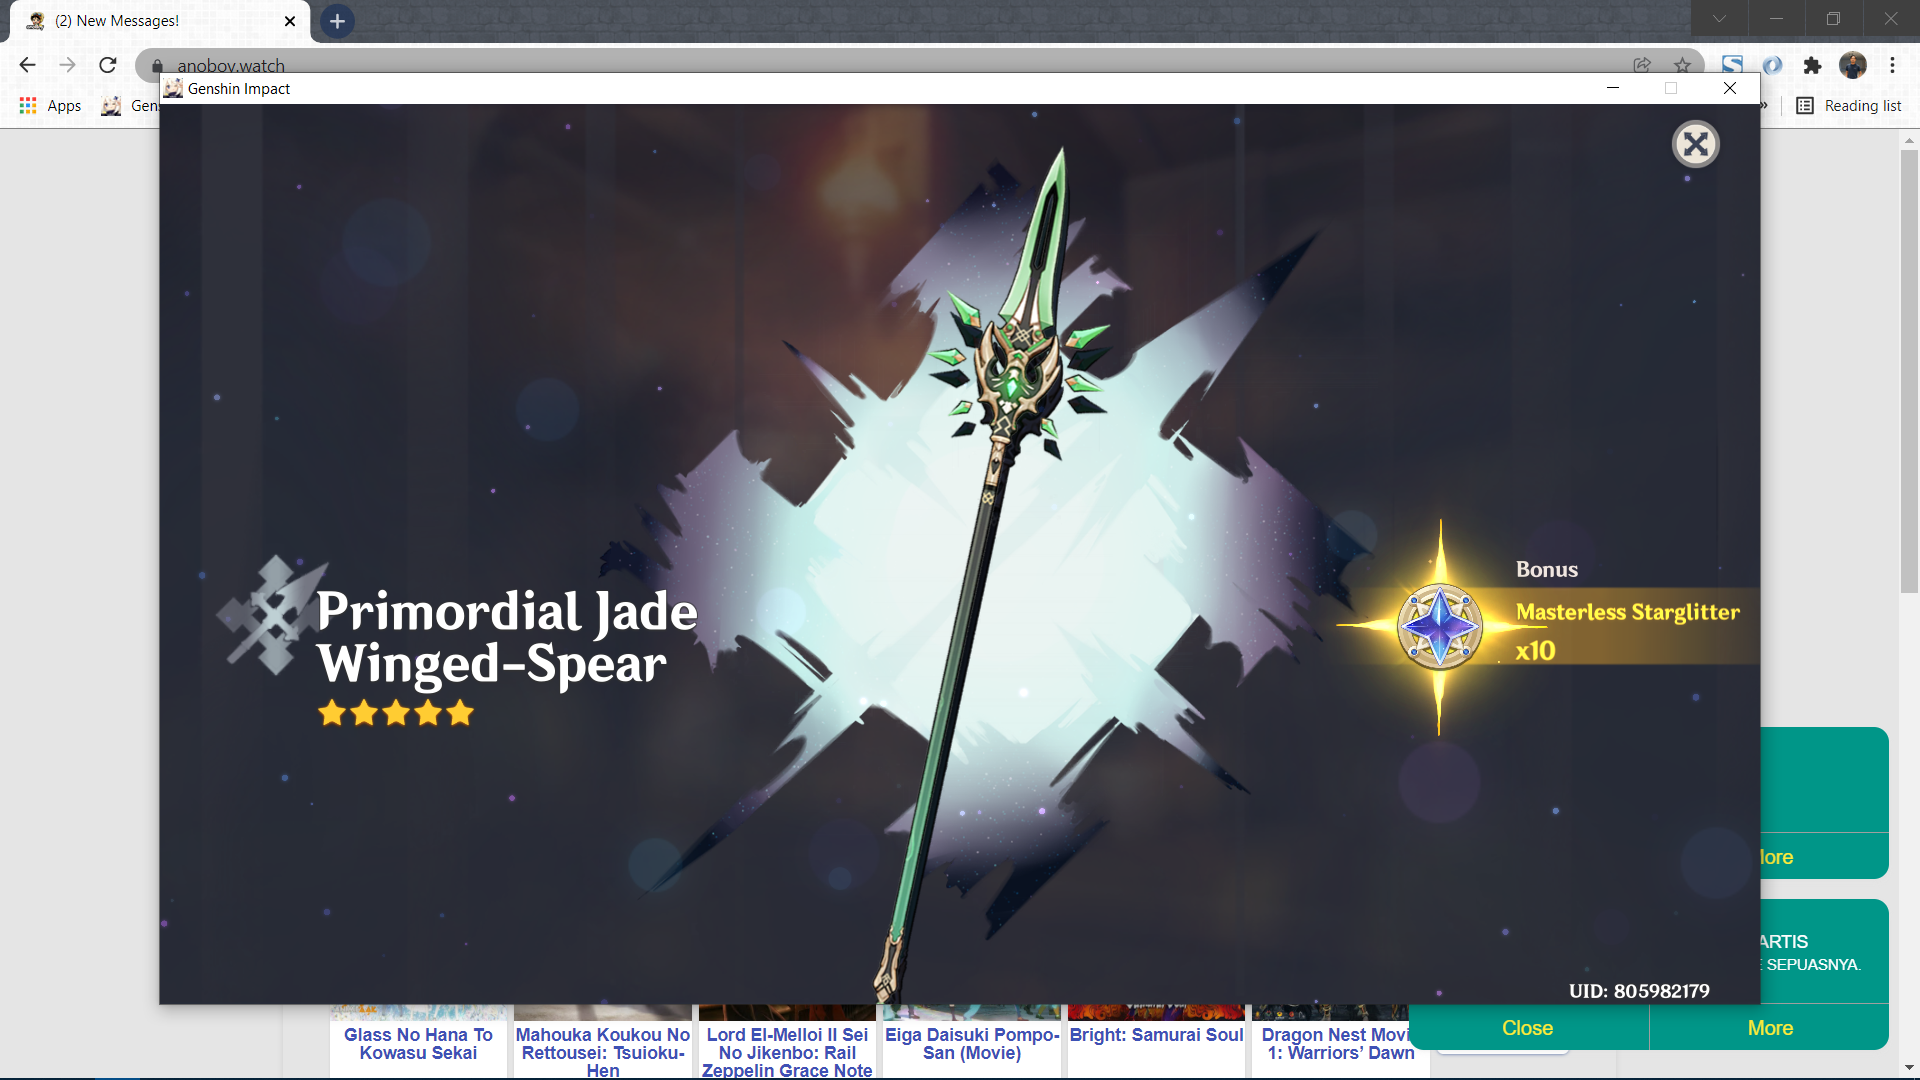 (2) New Messages!
anoboy.watch
Apps
Gen
Reading list
Genshin Impact
Primordial Jade
Winged-Spear
Bonus
Masterless Starglitter
x10
UID: 805982179
ore
ARTIS
E SEPUASNYA.
Close
More
Glass No Hana To
Kowasu Sekai
Mahouka Koukou No
Rettousei: Tsuioku-
Hen
Lord El-Melloi II Sei
No Jikenbo: Rail
Zeppelin Grace Note
Eiga Daisuki Pompo-
San (Movie)
Bright: Samurai Soul
Dragon Nest Movi
1: Warriors' Dawn